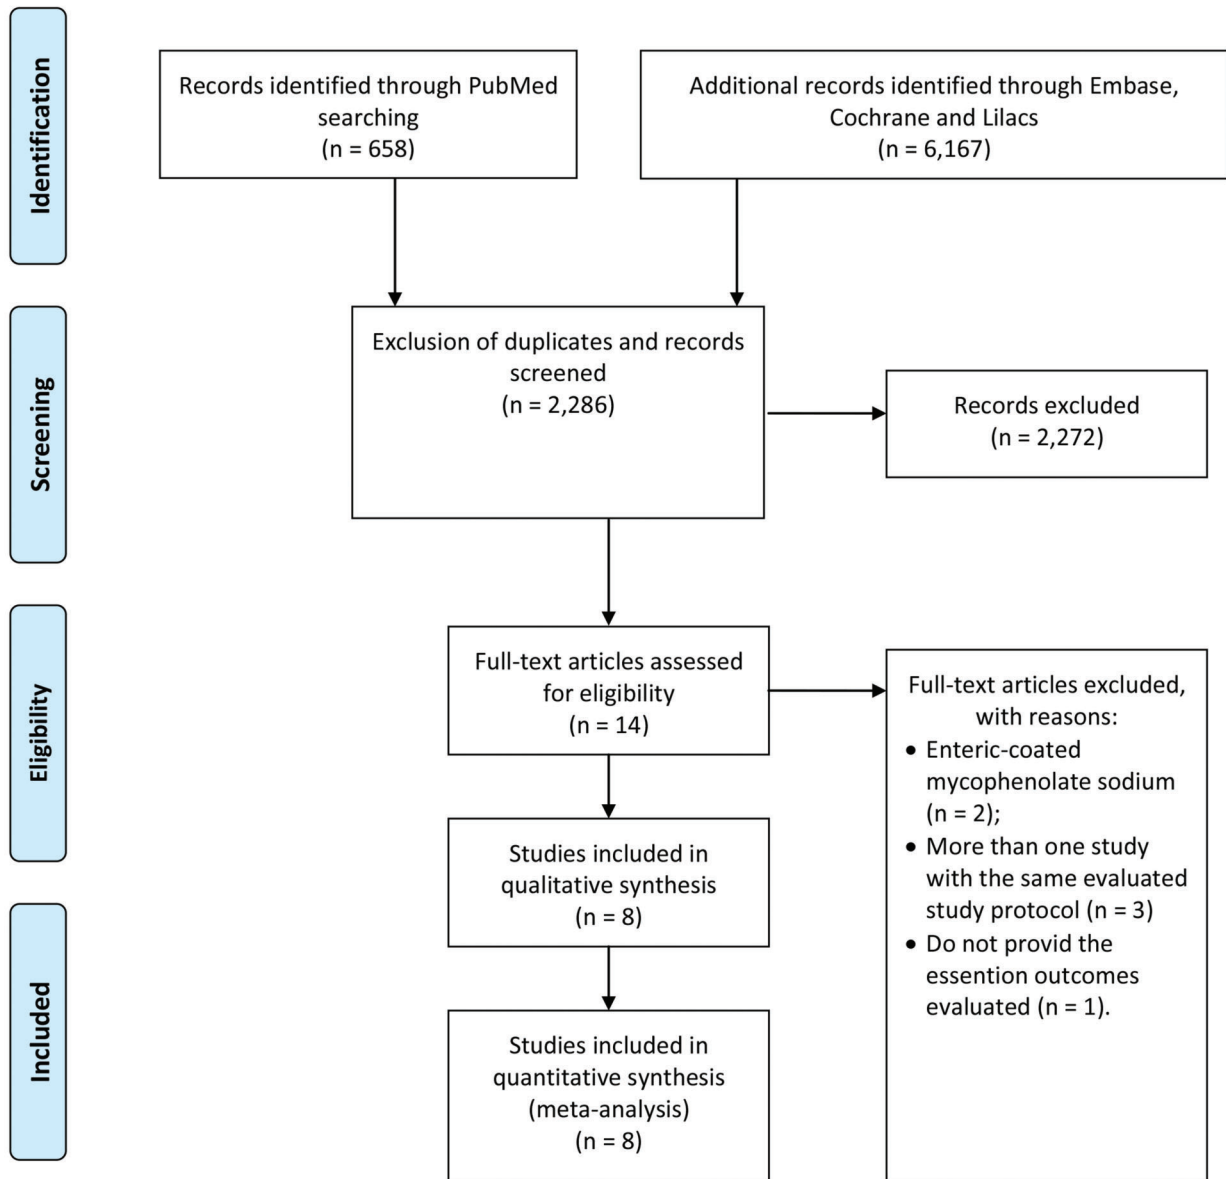 Identification
Records identified through PubMed
searching
(n = 658)
Additional records identified through Embase,
Cochrane and Lilacs
(n = 6,167)
Screening
Exclusion of duplicates and records
screened
(n = 2,286)
Records excluded
(n = 2,272)
Eligibility
Full-text articles assessed
for eligibility
(n = 14)
Full-text articles excluded,
with reasons:
• Enteric-coated
mycophenolate sodium
(n = 2);
• More than one study
with the same evaluated
study protocol (n = 3)
• Do not provid the
essention outcomes
evaluated (n = 1).
Studies included in
qualitative synthesis
(n = 8)
Included
Studies included in
quantitative synthesis
(meta-analysis)
(n = 8)